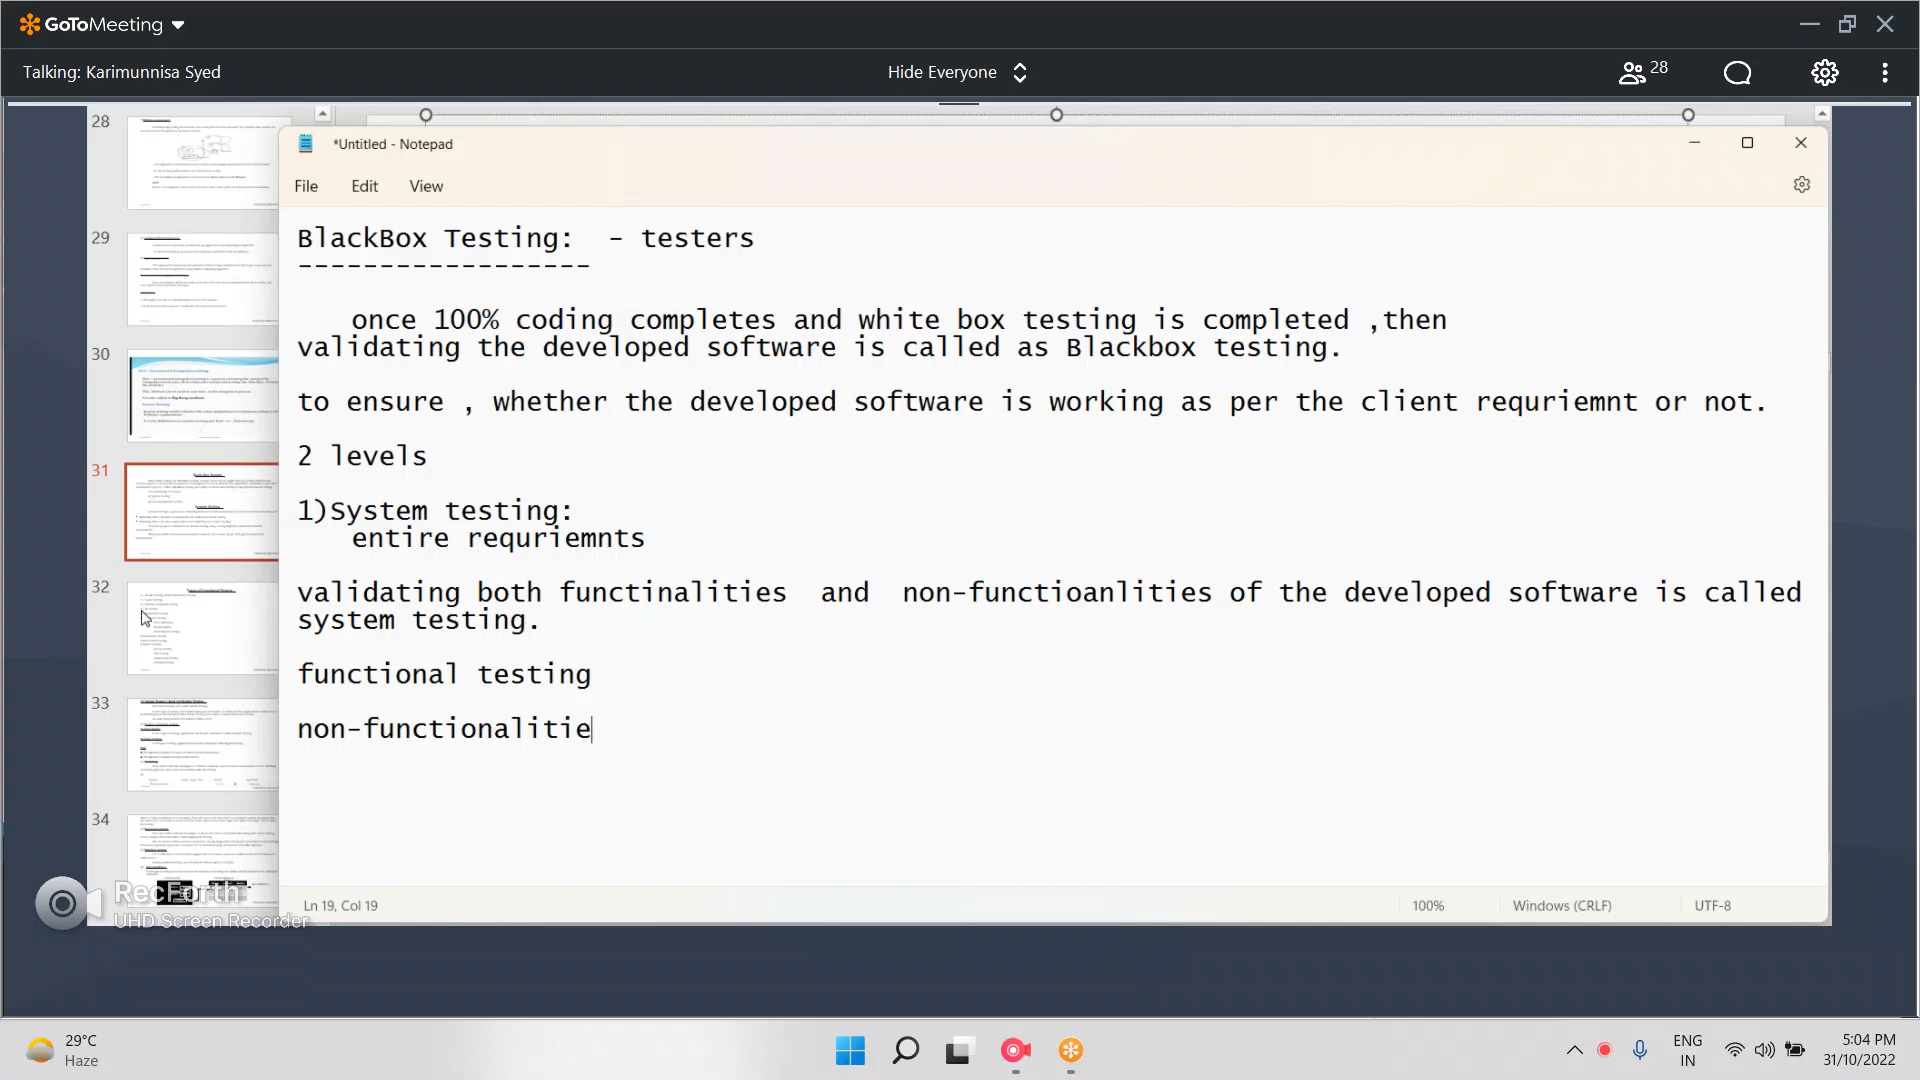 GoToMeeting
Talking: Karimunnisa Syed
Hide Everyone
28
28
29
30
31
32
33
34
*Untitled - Notepad
File Edit View
BlackBox Testing:  - testers
------------------
once 100% coding completes and white box testing is completed ,then
validating the developed software is called as Blackbox testing.
to ensure , whether the developed software is working as per the client requriemnt or not.
2 levels
1)System testing:
entire requriemnts
validating both functinalities  and  non-functioanlities of the developed software is called
system testing.
functional testing
non-functionalitie
Ln 19, Col 19
100%
Windows (CRLF)
UTF-8
RecForth
UHD Screen Recorder
29°C
Haze
ENG
IN
5:04 PM
31/10/2022